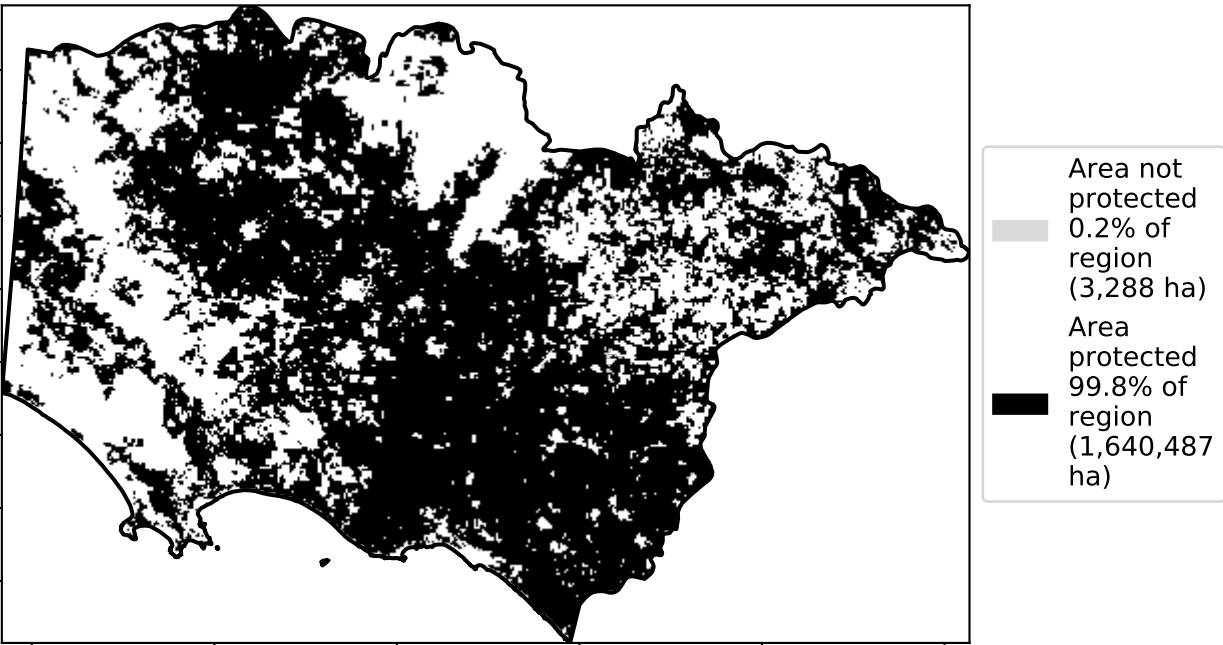 Area not
protected
0.2% of
region
(3,288 ha)
Area
protected
99.8% of
region
(1,640,487
ha)